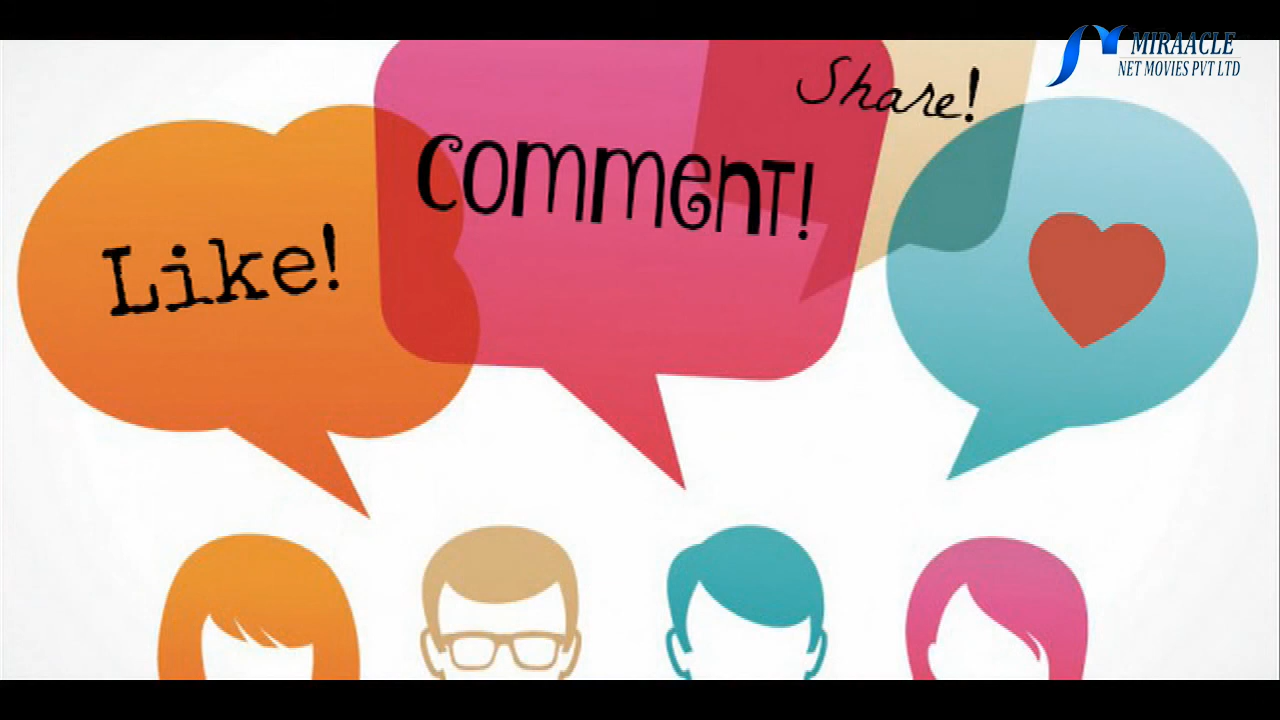 MIRAACLE
NET MOVIES PVT LTD
Share!
Comment!
Like!